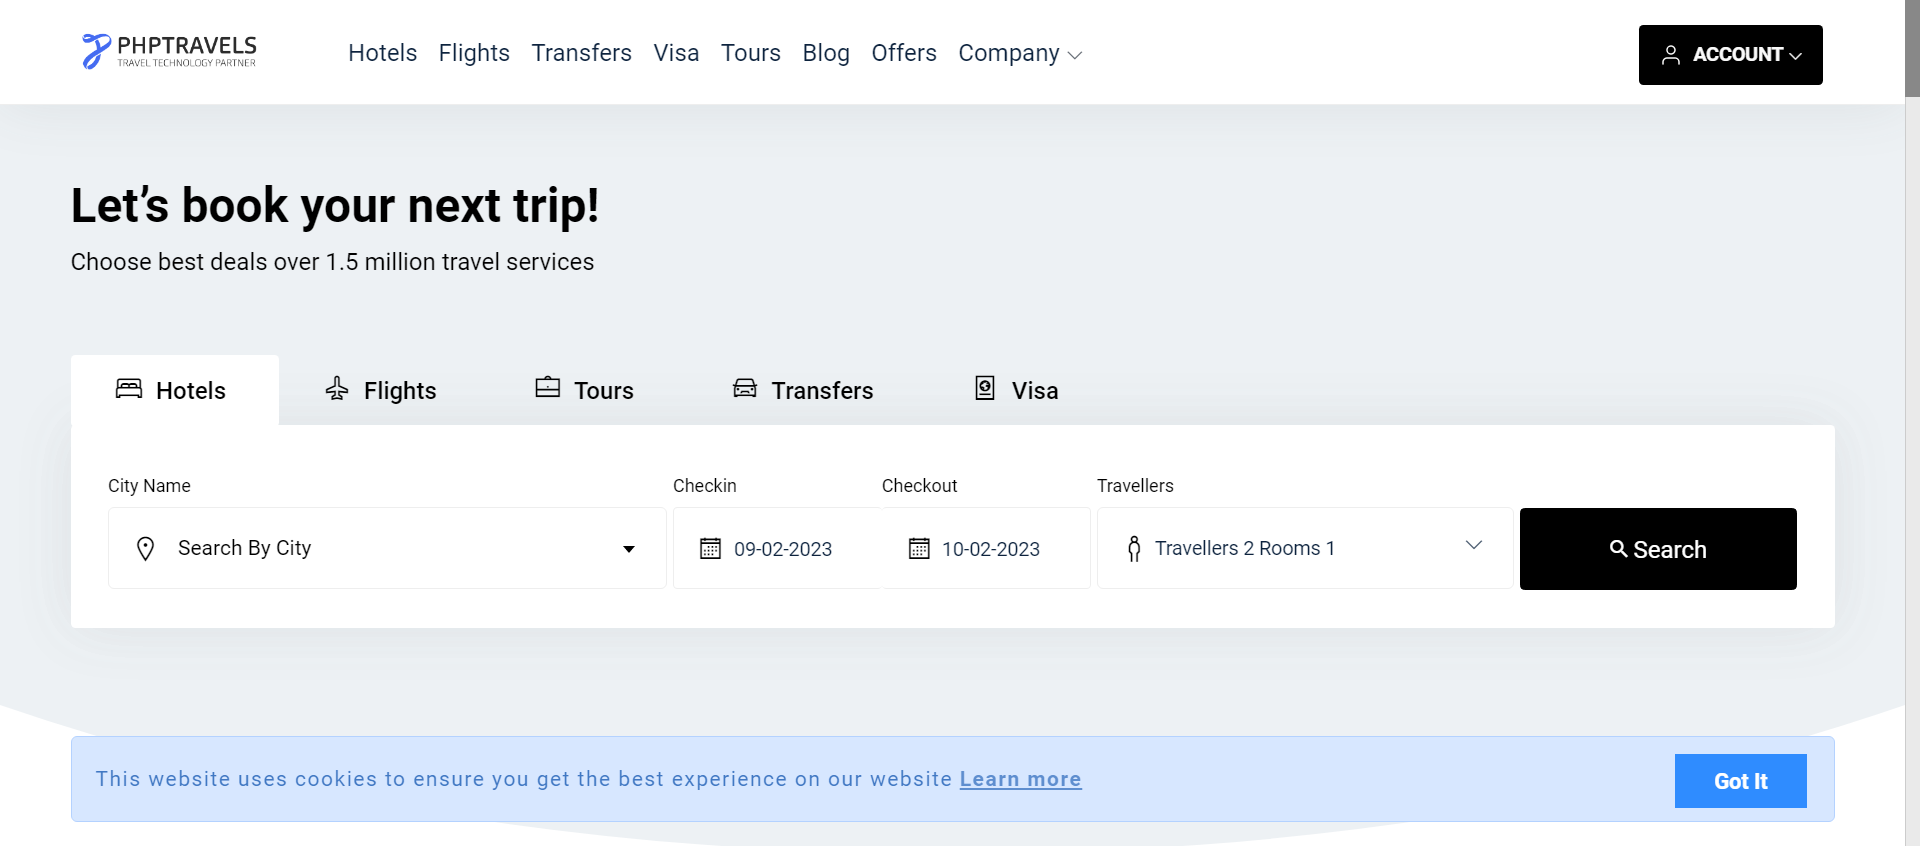 PHPTRAVELS
TRAVEL TECHNOLOGY PARTNER
Hotels Flights Transfers Visa Tours Blog Offers Company
ACCOUNT
Let’s book your next trip!
Choose best deals over 1.5 million travel services
Hotels Flights Tours Transfers Visa
City Name Checkin Checkout Travellers
Search By City 09-02-2023 10-02-2023 Travellers 2 Rooms 1 Search
This website uses cookies to ensure you get the best experience on our website Learn more Got It